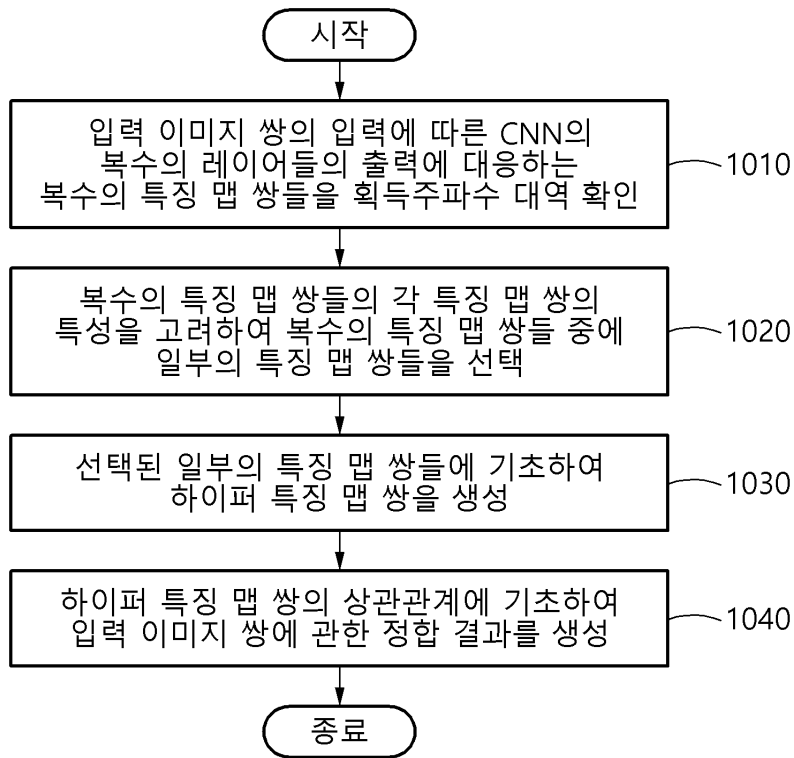 시작
입력 이미지 쌍의 입력에 따른 CNN의
복수의 레이어들의 출력에 대응하는
복수의 특징 맵 쌍들을 획득주파수 대역 확인
1010
복수의 특징 맵 쌍들의 각 특징 맵 쌍의
특성을 고려하여 복수의 특징 맵 쌍들 중에
일부의 특징 맵 쌍들을 선택
1020
선택된 일부의 특징 맵 쌍들에 기초하여
하이퍼 특징 맵 쌍을 생성
1030
하이퍼 특징 맵 쌍의 상관관계에 기초하여
입력 이미지 쌍에 관한 정합 결과를 생성
1040
종료